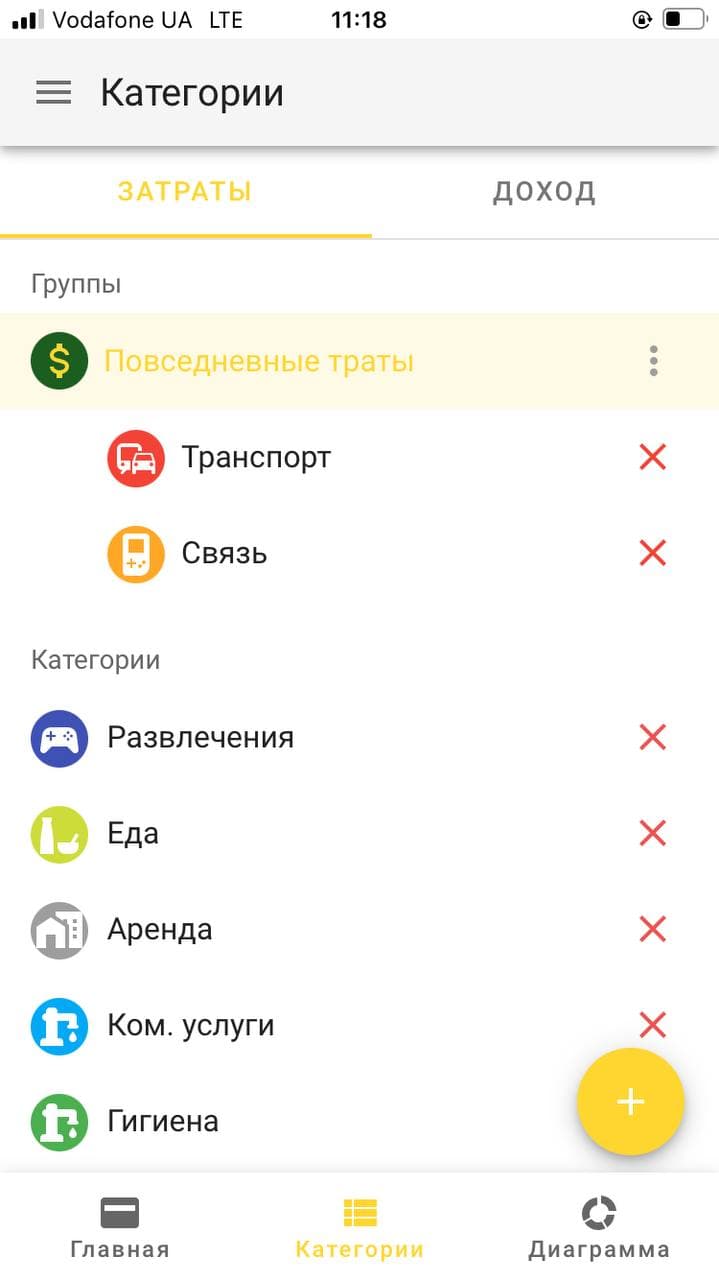 Vodafone UA LTE 11:18
Категории
ЗАТРАТЫ ДОХОД
Группы
$ Повседневные траты
Транспорт
Связь
Категории
Развлечения
Еда
Аренда
Ком. услуги
Гигиена
Главная Категории Диаграмма